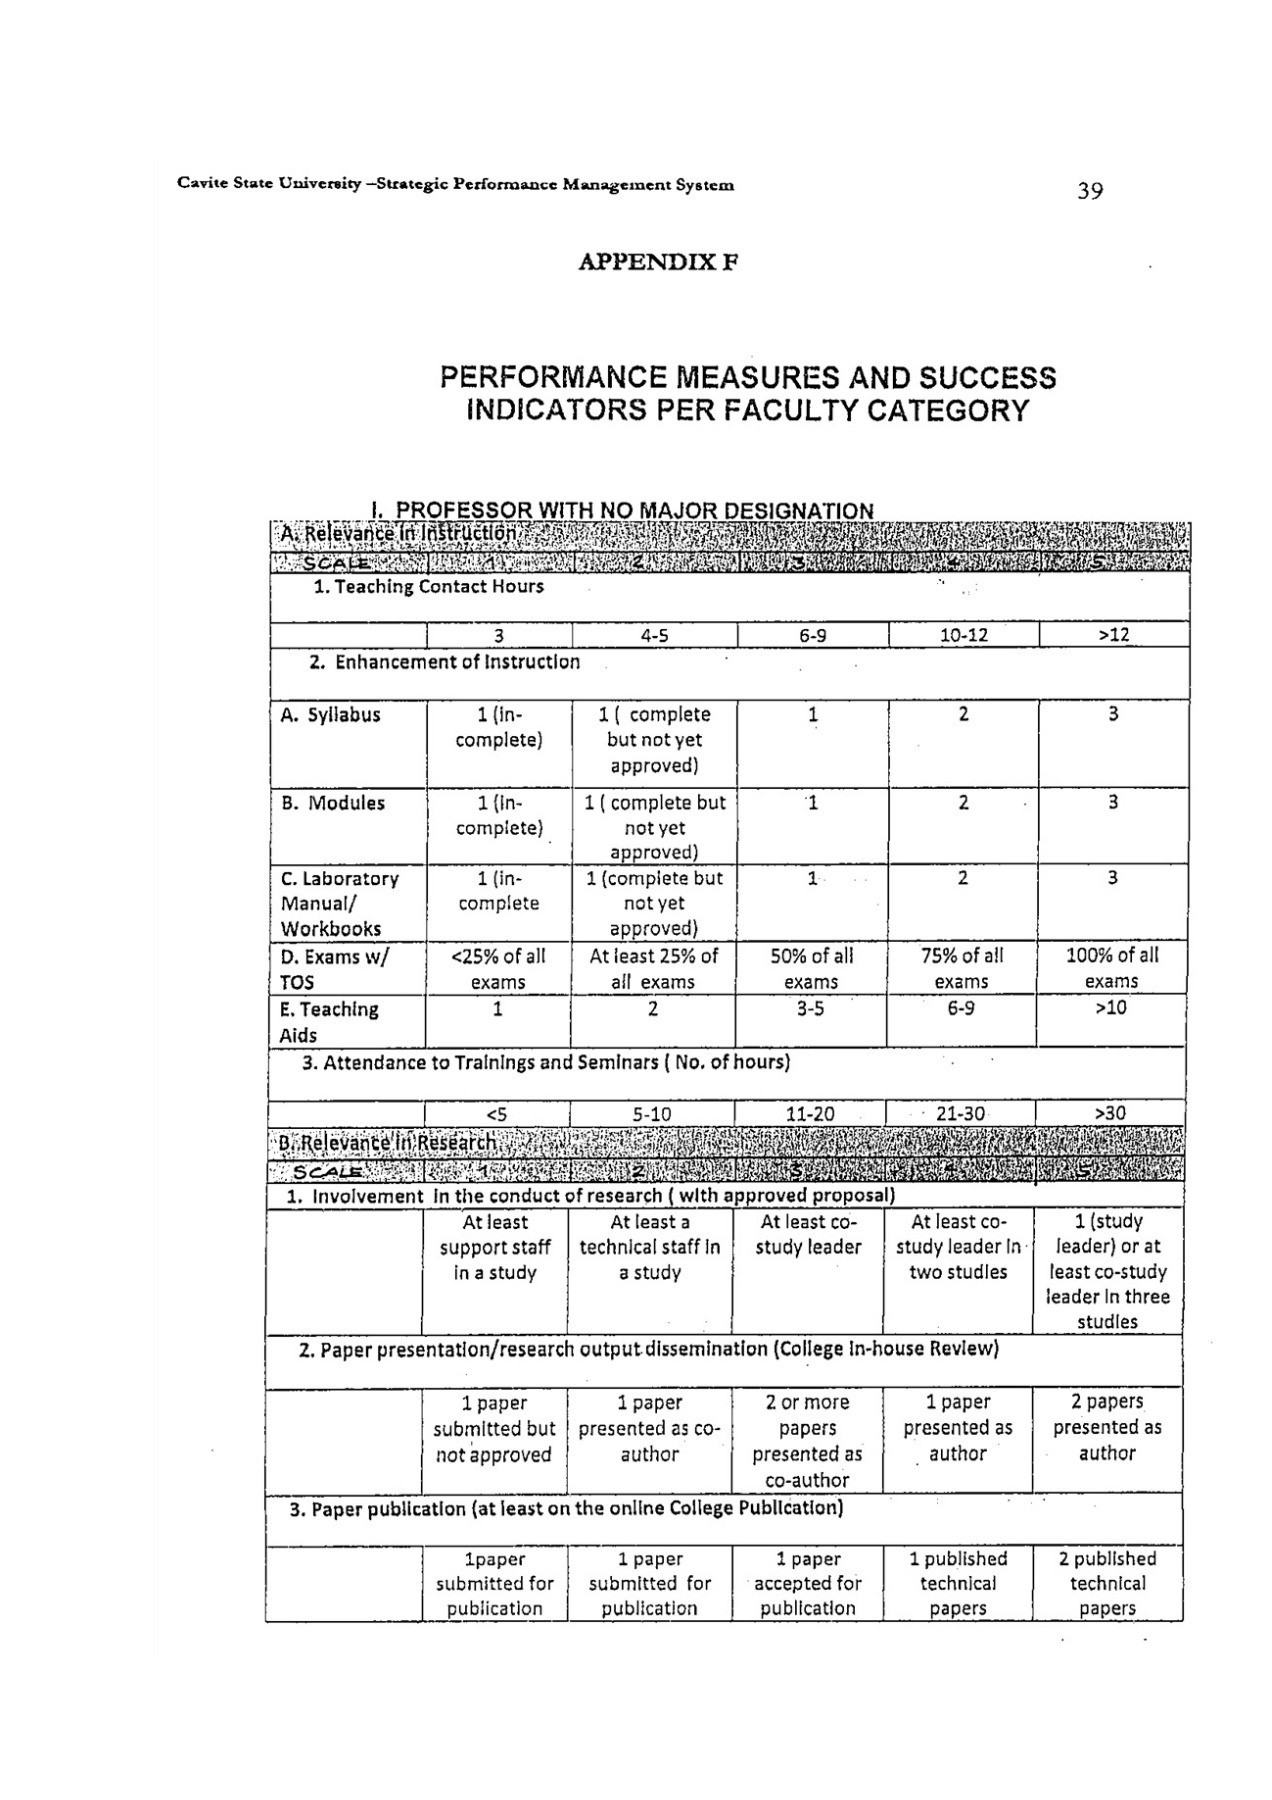 Cavite State University –Strategic Performance Management System
39
APPENDIX F
PERFORMANCE MEASURES AND SUCCESS
INDICATORS PER FACULTY CATEGORY
I. PROFESSOR WITH NO MAJOR DESIGNATION
A. Relevance in Instruction
SCALE 1 2 3 4 5
1. Teaching Contact Hours
3 4-5 6-9 10-12 >12
2. Enhancement of Instruction
A. Syllabus 1 (in- 1 ( complete 1 2 3
complete) but not yet
approved)
B. Modules 1 (in- 1 ( complete but 1 2 3
complete) not yet
approved)
C. Laboratory 1 (in- 1 (complete but 1 2 3
Manual/ complete not yet
Workbooks approved)
D. Exams w/ <25% of all At least 25% of 50% of all 75% of all 100% of all
TOS exams all exams exams exams exams
E. Teaching 1 2 3-5 6-9 >10
Aids
3. Attendance to Trainings and Seminars ( No. of hours)
<5 5-10 11-20 21-30 >30
B. Relevance in Research
SCALE 1 2 3 4 5
1. Involvement in the conduct of research ( with approved proposal)
At least At least a At least co- At least co- 1 (study
support staff technical staff in study leader study leader in leader) or at
in a study a study two studies least co-study
leader in three
studies
2. Paper presentation/research output dissemination (College In-house Review)
1 paper 1 paper 2 or more 1 paper 2 papers
submitted but presented as co- papers presented as presented as
not approved author presented as author author
co-author
3. Paper publication (at least on the online College Publication)
1paper 1 paper 1 paper 1 published 2 published
submitted for submitted for accepted for technical technical
publication publication publication papers papers